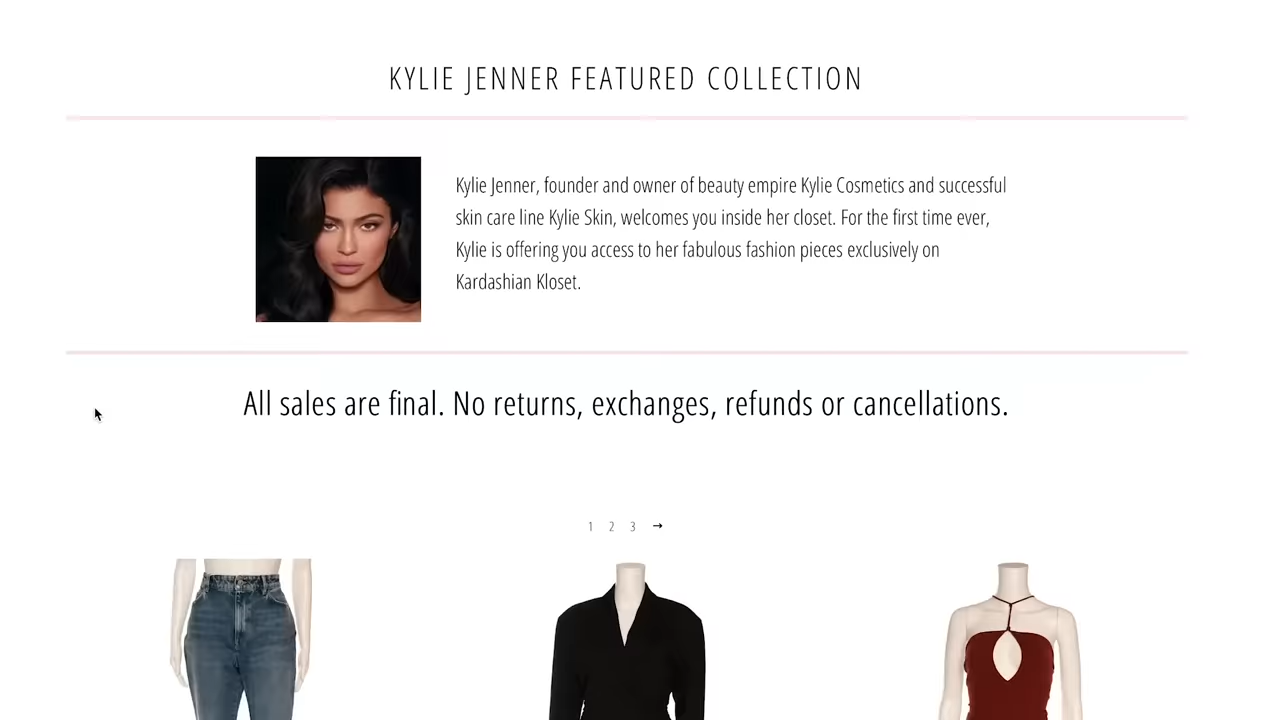 KYLIE JENNER FEATURED COLLECTION
Kylie Jenner, founder and owner of beauty empire Kylie Cosmetics and successful
skin care line Kylie Skin, welcomes you inside her closet. For the first time ever,
Kylie is offering you access to her fabulous fashion pieces exclusively on
Kardashian Kloset.
All sales are final. No returns, exchanges, refunds or cancellations.
1 2 3 →